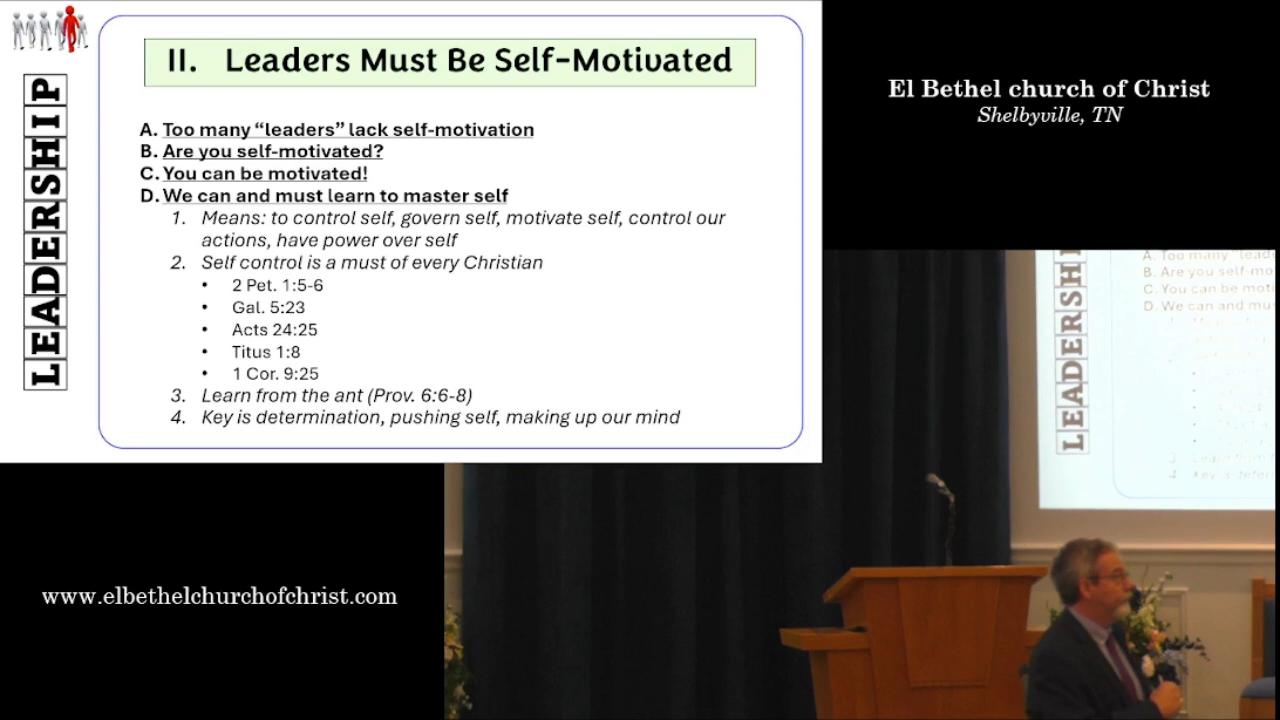 LEADERSHIP
II. Leaders Must Be Self-Motivated
A. Too many “leaders” lack self-motivation
B. Are you self-motivated?
C. You can be motivated!
D. We can and must learn to master self
1. Means: to control self, govern self, motivate self, control our
actions, have power over self
2. Self control is a must of every Christian
• 2 Pet. 1:5-6
• Gal. 5:23
• Acts 24:25
• Titus 1:8
• 1 Cor. 9:25
3. Learn from the ant (Prov. 6:6-8)
4. Key is determination, pushing self, making up our mind
El Bethel church of Christ
Shelbyville, TN
www.elbethelchurchofchrist.com
LEADERSHI
A. Too many "lead
B. Are you self-mo
C. You can be moti
D. We can and mus